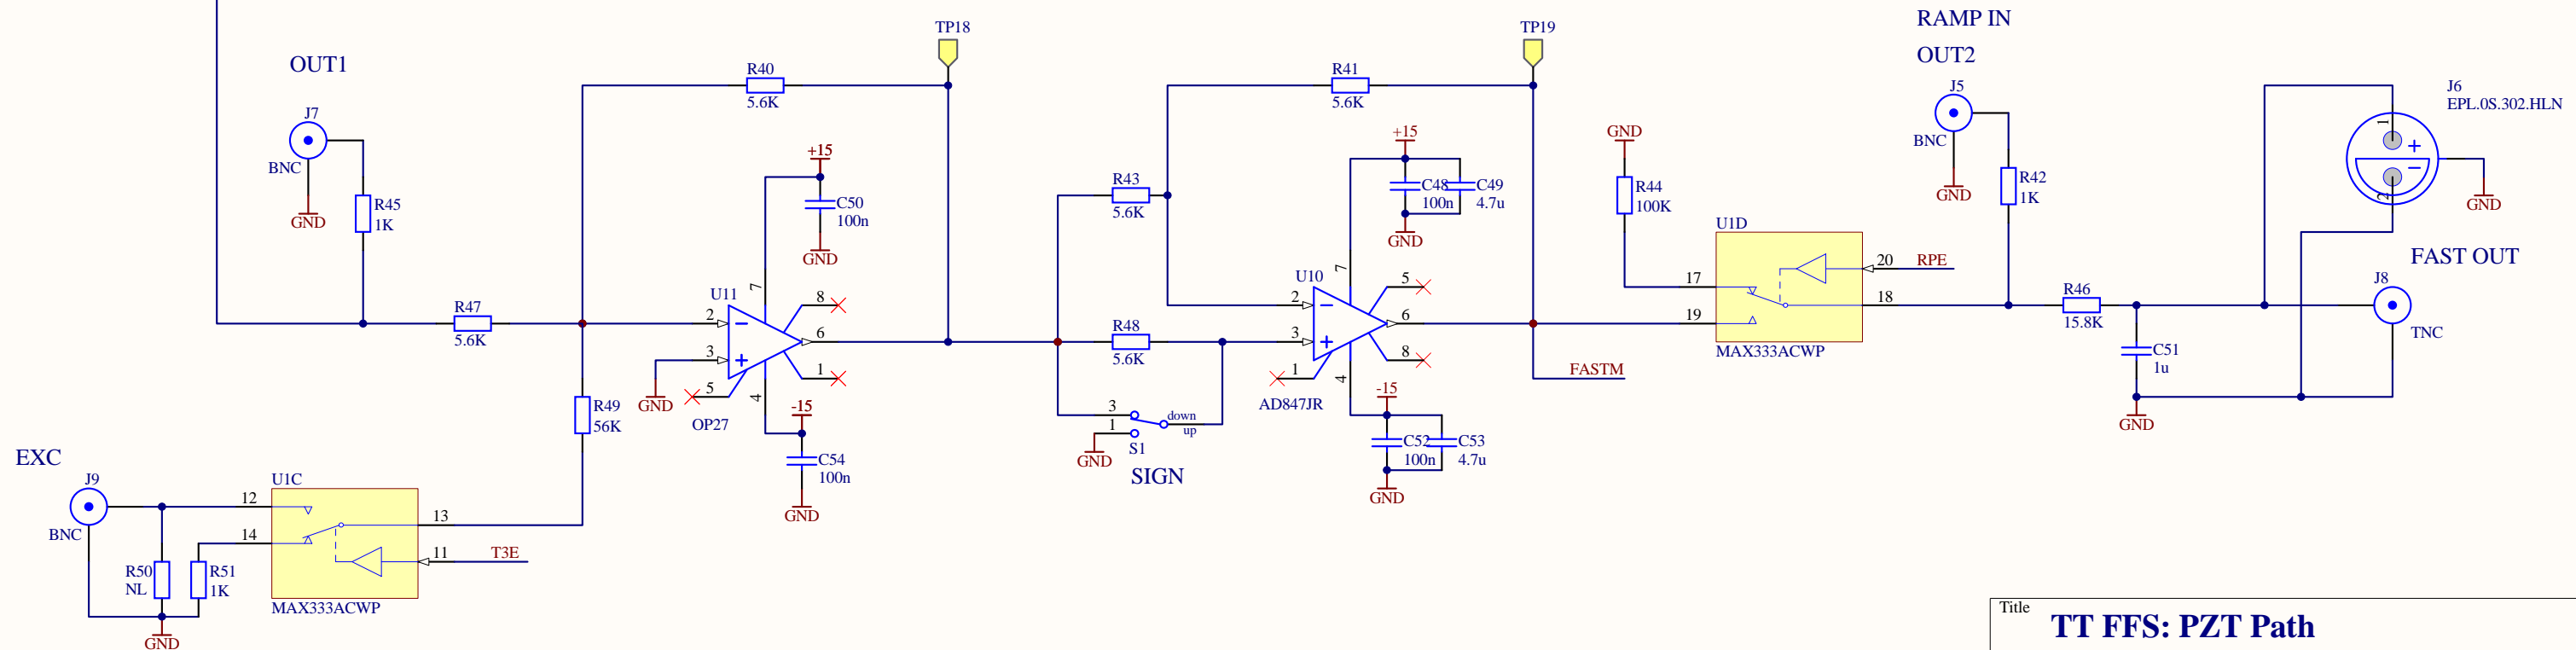 RAMP IN
OUT2
TP18
TP19
OUT1
R40
5.6K
R41
5.6K
J7
BNC
GND
R45
1K
+15
C50
100n
GND
R43
5.6K
+15
C48
100n
C49
4.7u
GND
GND
R44
100K
J5
BNC
GND
R42
1K
J6
EPL.0S.302.HLN
1
+
−
2
GND
FAST OUT
J8
TNC
R47
5.6K
U11
7
2
−
3
+
5
4
8
6
1
OP27
GND
-15
C54
100n
GND
R49
56K
R48
5.6K
U10
7
2
−
3
+
1
4
5
6
8
AD847JR
-15
C52
100n
C53
4.7u
GND
3
1
down
up
S1
GND
SIGN
FASTM
U1D
17
19
20
18
RPE
MAX333ACWP
R46
15.8K
C51
1u
GND
EXC
J9
BNC
R50
NL
R51
1K
GND
U1C
12
14
13
11
T3E
MAX333ACWP
Title
TT FFS: PZT Path